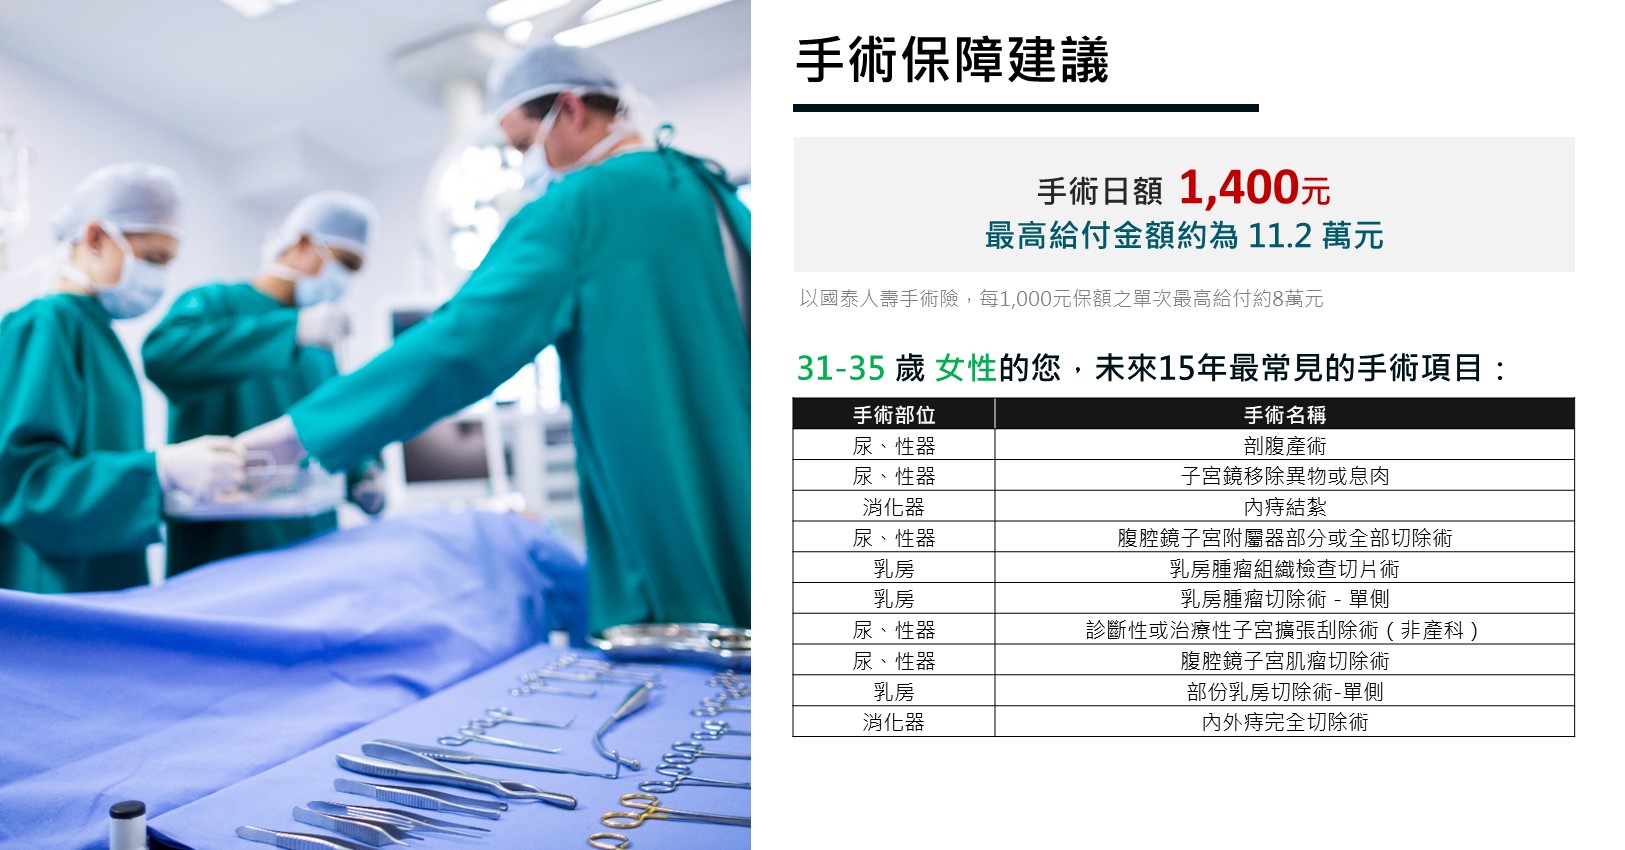 手術保障建議
手術日額 1,400元
最高給付金額約為 11.2 萬元
以國泰人壽手術險，每1,000元保額之單次最高給付約8萬元
31-35 歲 女性的您，未來15年最常見的手術項目：
手術部位 手術名稱
尿、性器 剖腹產術
尿、性器 子宮鏡移除異物或息肉
消化器 內痔結紮
尿、性器 腹腔鏡子宮附屬器部分或全部切除術
乳房 乳房腫瘤組織檢查切片術
乳房 乳房腫瘤切除術 - 單側
尿、性器 診斷性或治療性子宮擴張刮除術（非產科）
尿、性器 腹腔鏡子宮肌瘤切除術
乳房 部份乳房切除術-單側
消化器 內外痔完全切除術